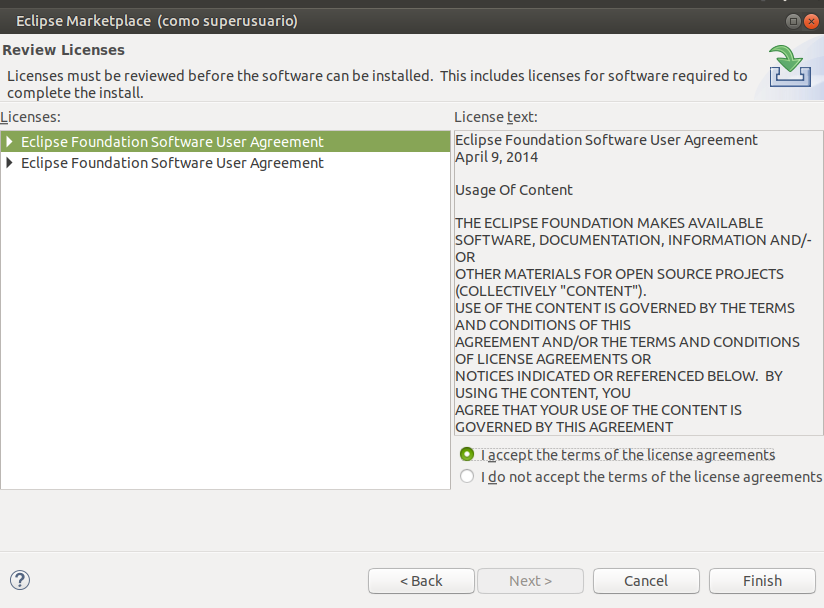 Eclipse Marketplace (como superusuario)
Review Licenses
Licenses must be reviewed before the software can be installed.  This includes licenses for software required to
complete the install.
Licenses:
Eclipse Foundation Software User Agreement
Eclipse Foundation Software User Agreement
License text:
Eclipse Foundation Software User Agreement
April 9, 2014
Usage Of Content
THE ECLIPSE FOUNDATION MAKES AVAILABLE
SOFTWARE, DOCUMENTATION, INFORMATION AND/-
OR
OTHER MATERIALS FOR OPEN SOURCE PROJECTS
(COLLECTIVELY "CONTENT").
USE OF THE CONTENT IS GOVERNED BY THE TERMS
AND CONDITIONS OF THIS
AGREEMENT AND/OR THE TERMS AND CONDITIONS
OF LICENSE AGREEMENTS OR
NOTICES INDICATED OR REFERENCED BELOW.  BY
USING THE CONTENT, YOU
AGREE THAT YOUR USE OF THE CONTENT IS
GOVERNED BY THIS AGREEMENT
I accept the terms of the license agreements
I do not accept the terms of the license agreements
?
< Back
Next >
Cancel
Finish